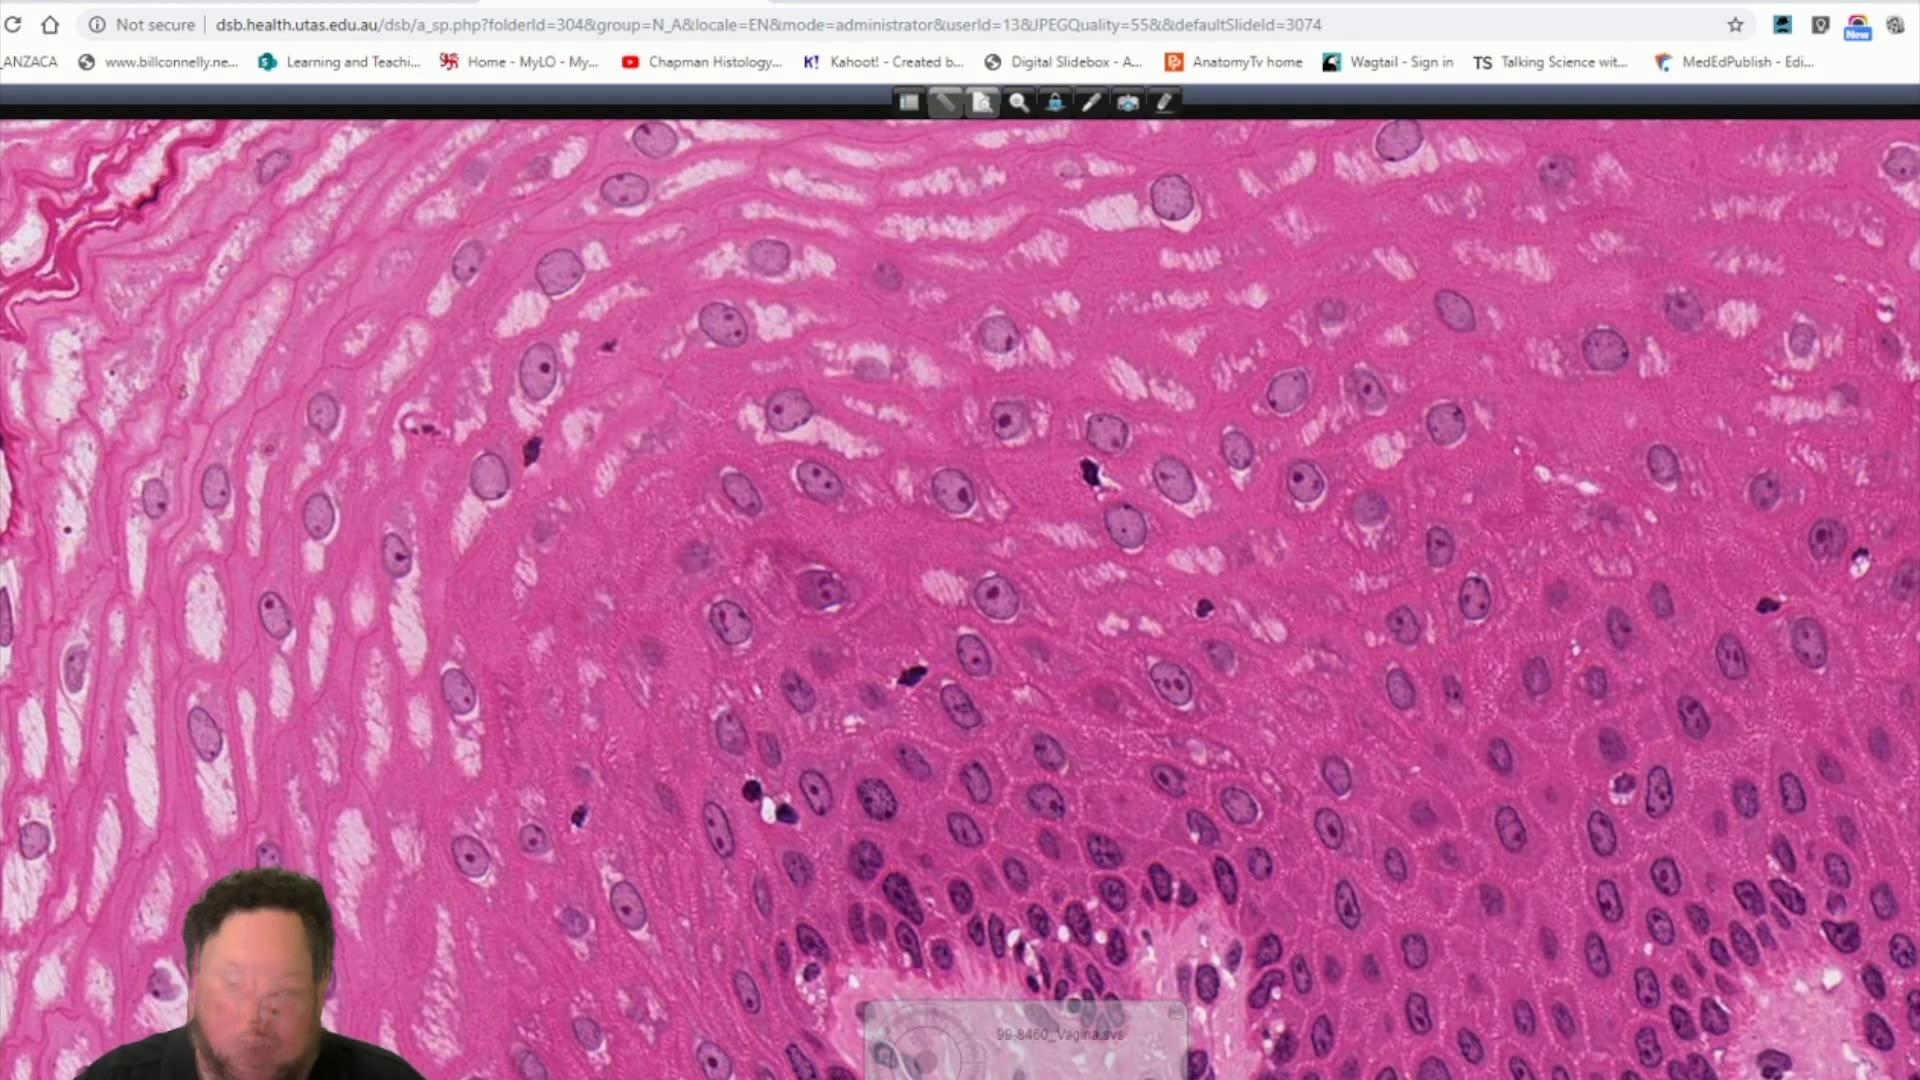 Not secure dsb.health.utas.edu.au/dsb/a_sp.php?folderId=304&group=N_A&locale=EN&mode=administrator&userId=13&JPEGQuality=55&&defaultSlideId=3074
New
ANZACA www.billconnelly.ne... Learning and Teachi... Home - MyLO - My... Chapman Histology... K! Kahoot! - Created b... Digital Slidebox - A... AnatomyTv home Wagtail - Sign in TS Talking Science wit... MedEdPublish - Edi...
99-8460_Vagina.svs